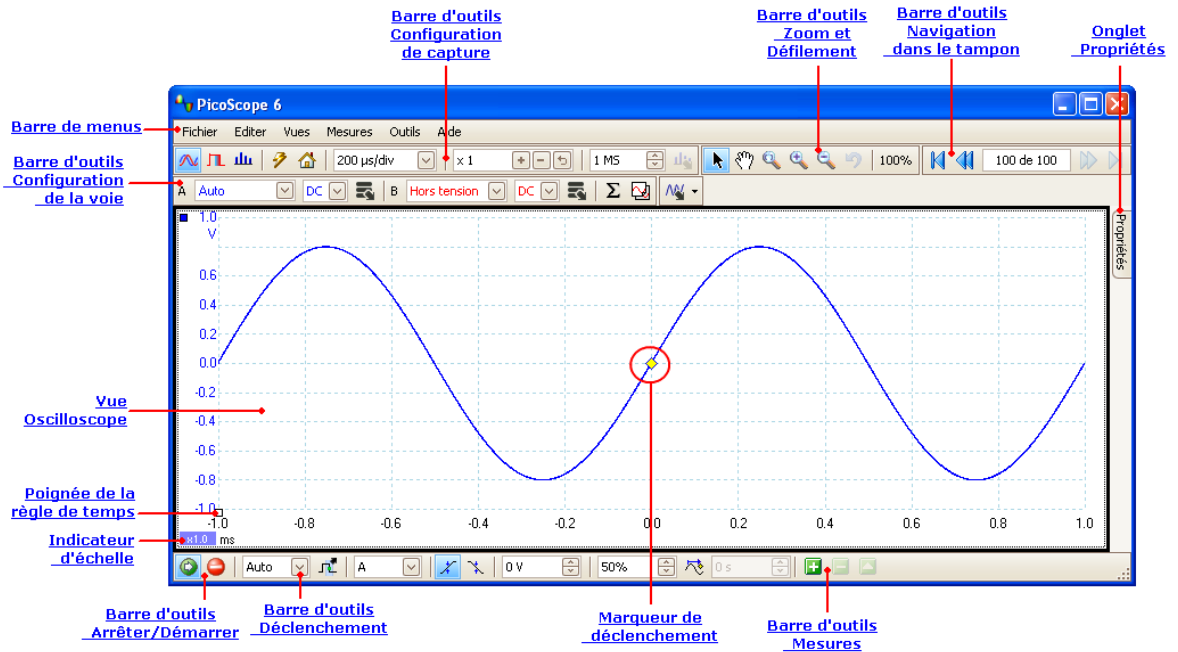 Barre d'outils
Configuration
de capture
Barre d'outils
Zoom et
Défilement
Barre d'outils
Navigation
dans le tampon
Onglet
Propriétés
Barre de menus
Barre d'outils
Configuration
de la voie
Vue
Oscilloscope
Poignée de la
règle de temps
Indicateur
d'échelle
PicoScope 6
Fichier Editer Vues Mesures Outils Aide
200 µs/div x 1 1 MS 100% 100 de 100
A Auto DC B Hors tension DC Σ
Propriétés
1.0
V
0.6
0.4
0.2
0.0
-0.2
-0.4
-0.6
-0.8
-1.0
-1.0 -0.8 -0.6 -0.4 -0.2 0.0 0.2 0.4 0.6 0.8 1.0
x1.0 ms
Auto A 0 V 50% 0 s
Barre d'outils
Arrêter/Démarrer
Barre d'outils
Déclenchement
Marqueur de
déclenchement
Barre d'outils
Mesures